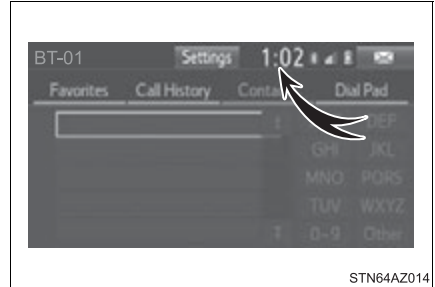 BT-01 Settings 1:02
Favorites Call History Contac Dial Pad
DEF
GHI JKL
MNO PQRS
TUV WXYZ
0~9 Other
STN64AZ014